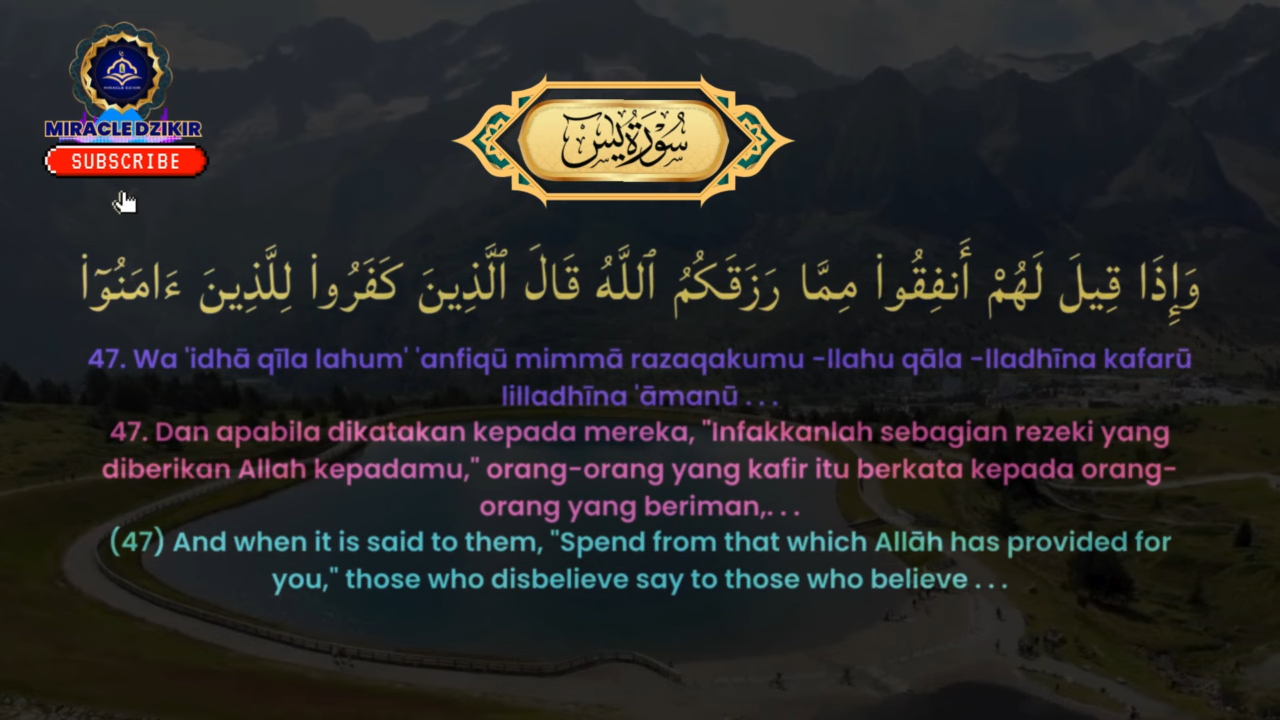 MIRACLE DZIKIR
MIRACLEDZIKIR
SUBSCRIBE
سُوْرَةُ يٰسٓ
وَإِذَا قِيلَ لَهُمْ أَنفِقُوا۟ مِمَّا رَزَقَكُمُ ٱللَّهُ قَالَ ٱلَّذِينَ كَفَرُوا۟ لِلَّذِينَ ءَامَنُوٓا۟
47. Wa 'idhā qīla lahum' 'anfiqū mimmā razaqakumu -llahu qāla -lladhīna kafarū
lilladhīna 'āmanū . . .
47. Dan apabila dikatakan kepada mereka, "Infakkanlah sebagian rezeki yang
diberikan Allah kepadamu," orang-orang yang kafir itu berkata kepada orang-
orang yang beriman,. . .
(47) And when it is said to them, "Spend from that which Allāh has provided for
you," those who disbelieve say to those who believe . . .